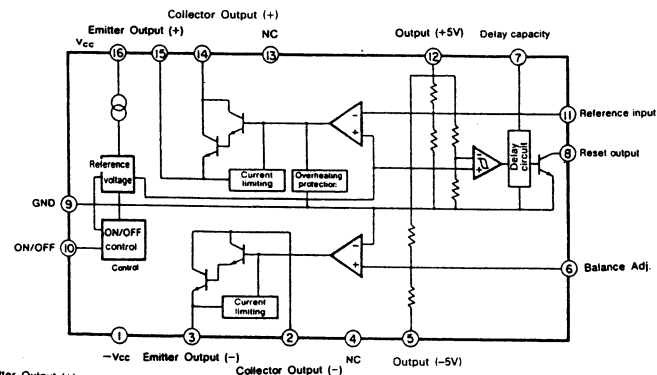 Collector Output (+)
Emitter Output (+)
NC
Output (+5V)
Delay capacity
Vcc
16
15
14
13
12
7
11
Reference input
8
Reset output
Delay circuit
Reference voltage
Current limiting
Overheating protection.
GND
9
ON/OFF
10
ON/OFF control
Control
6
Balance Adj.
Current limiting
1
3
2
4
5
−Vcc
Emitter Output (−)
Collector Output (−)
NC
Output (−5V)